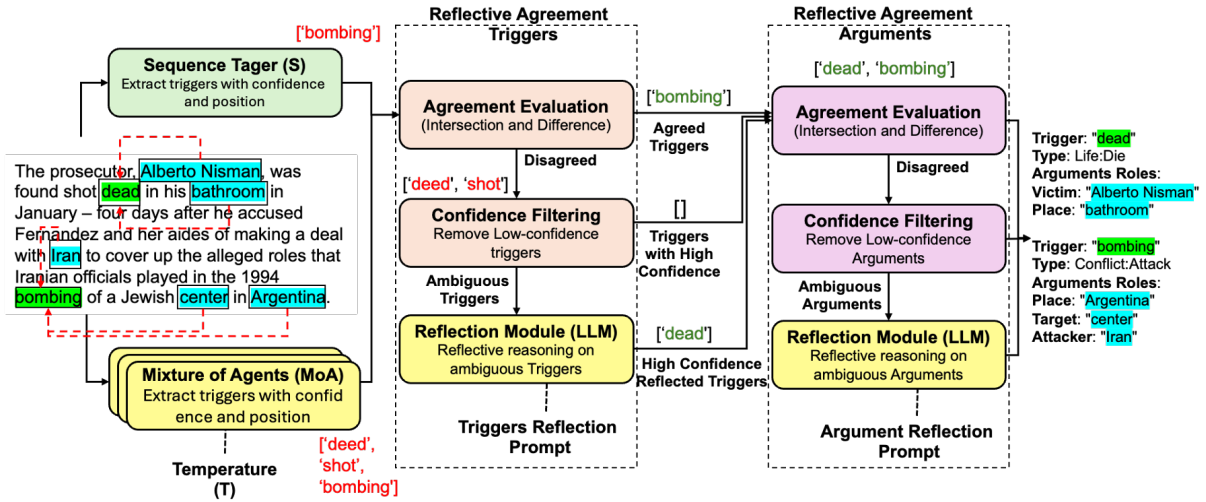 Reflective Agreement
Triggers
Reflective Agreement
Arguments
['bombing']
Sequence Tager (S)
Extract triggers with confidence
and position
The prosecutor, Alberto Nisman, was
found shot dead in his bathroom in
January – four days after he accused
Fernandez and her aides of making a deal
with Iran to cover up the alleged roles that
Iranian officials played in the 1994
bombing of a Jewish center in Argentina.
Mixture of Agents (MoA)
Extract triggers with confid
ence and position
Temperature
(T)
['deed',
'shot',
'bombing']
Agreement Evaluation
(Intersection and Difference)
Disagreed
['deed', 'shot']
Confidence Filtering
Remove Low-confidence
triggers
Ambiguous
Triggers
Reflection Module (LLM)
Reflective reasoning on
ambiguous Triggers
Triggers Reflection
Prompt
['bombing']
Agreed
Triggers
[]
Triggers
with High
Confidence
['dead']
High Confidence
Reflected Triggers
['dead', 'bombing']
Agreement Evaluation
(Intersection and Difference)
Disagreed
Confidence Filtering
Remove Low-confidence
Arguments
Ambiguous
Arguments
Reflection Module (LLM)
Reflective reasoning on
ambiguous Arguments
Argument Reflection
Prompt
Trigger: "dead"
Type: Life:Die
Arguments Roles:
Victim: "Alberto Nisman"
Place: "bathroom"
Trigger: "bombing"
Type: Conflict:Attack
Arguments Roles:
Place: "Argentina"
Target: "center"
Attacker: "Iran"